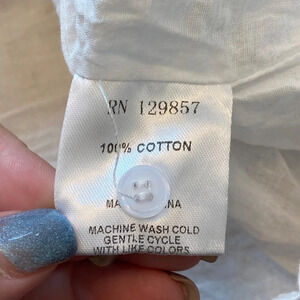 RN 129857
100% COTTON
MACHINE WASH COLD
GENTLE CYCLE
WITH LIKE COLORS